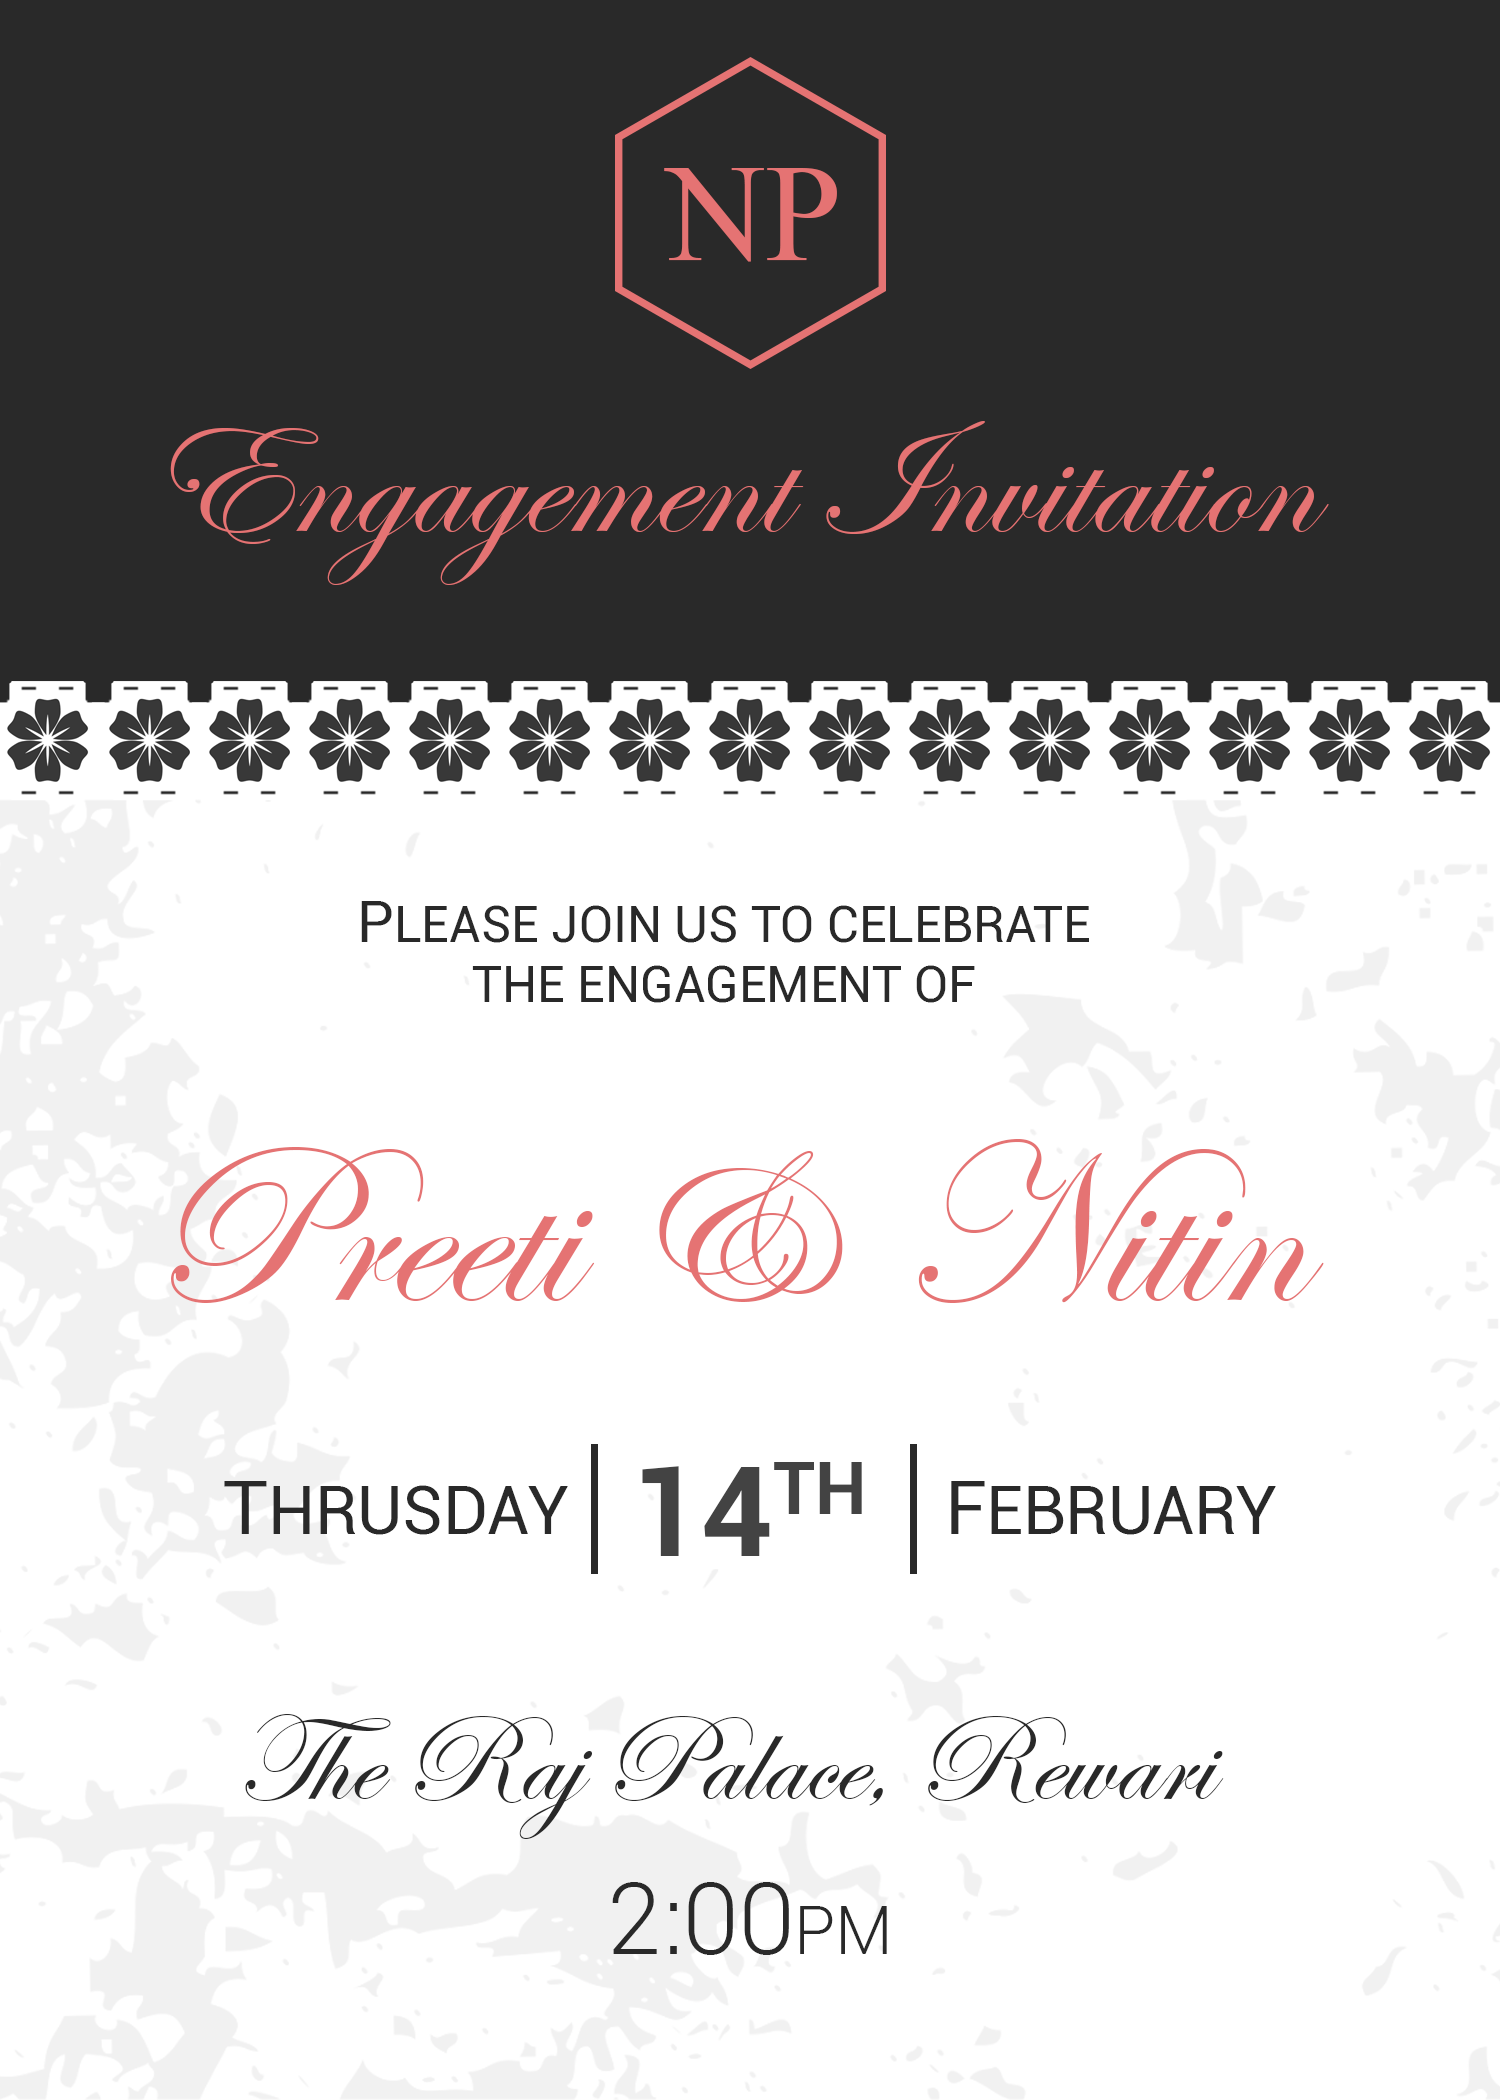 NP
Engagement Invitation
PLEASE JOIN US TO CELEBRATE
THE ENGAGEMENT OF
Preeti & Nitin
THRUSDAY | 14TH | FEBRUARY
The Raj Palace, Rewari
2:00PM